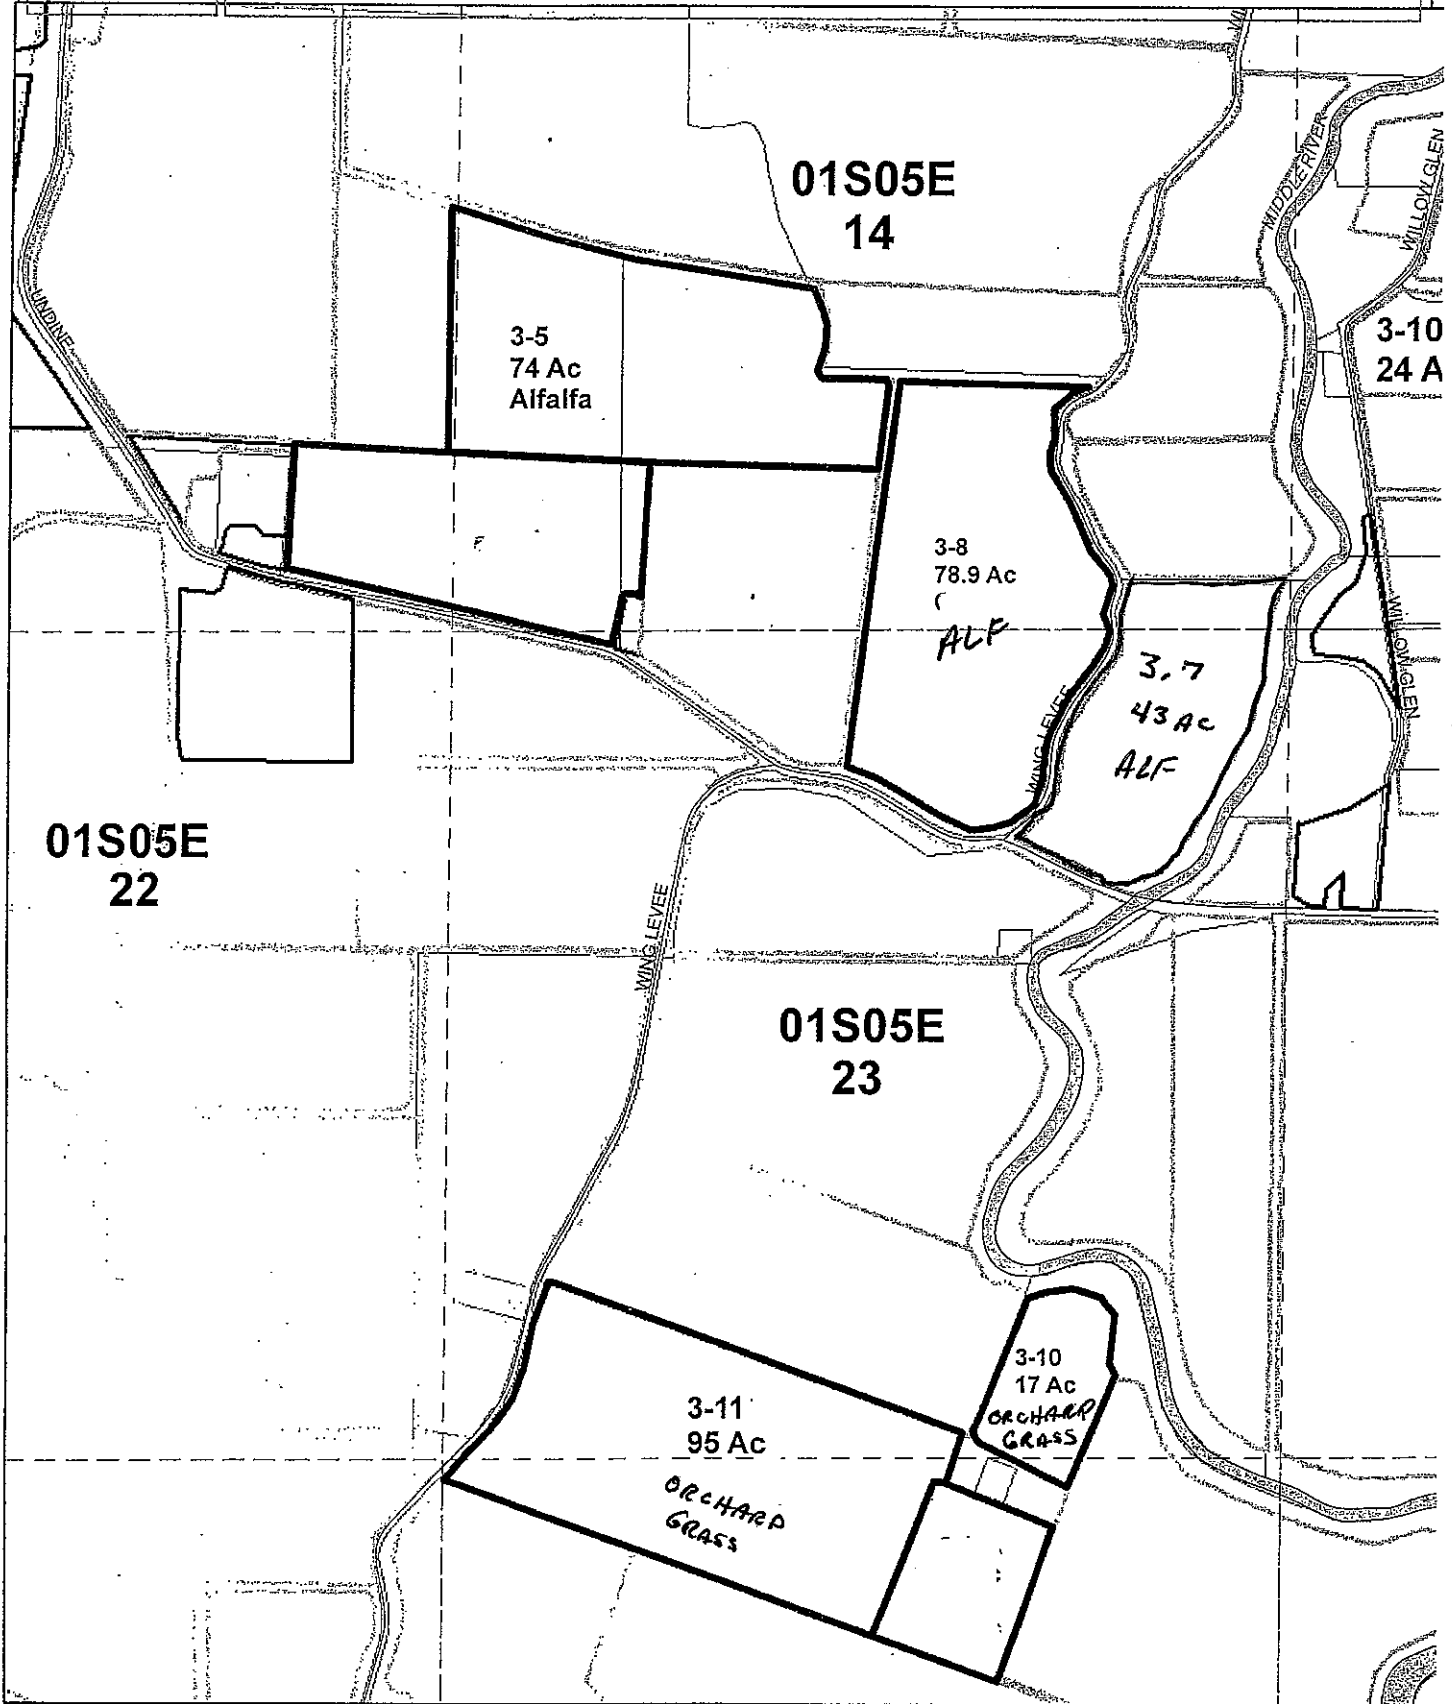 WIL
01S05E
14
MIDDLE RIVER
WILLOW GLEN
UNDINE
3-5
74 Ac
Alfalfa
3-10
24 A
3-8
78.9 Ac
ALF
3,7
43 AC
ALF
WING LEVEE
WILLOW GLEN
01S05E
22
WING LEVEE
01S05E
23
3-10
17 Ac
ORCHARD
GRASS
3-11
95 Ac
ORCHARD
GRASS